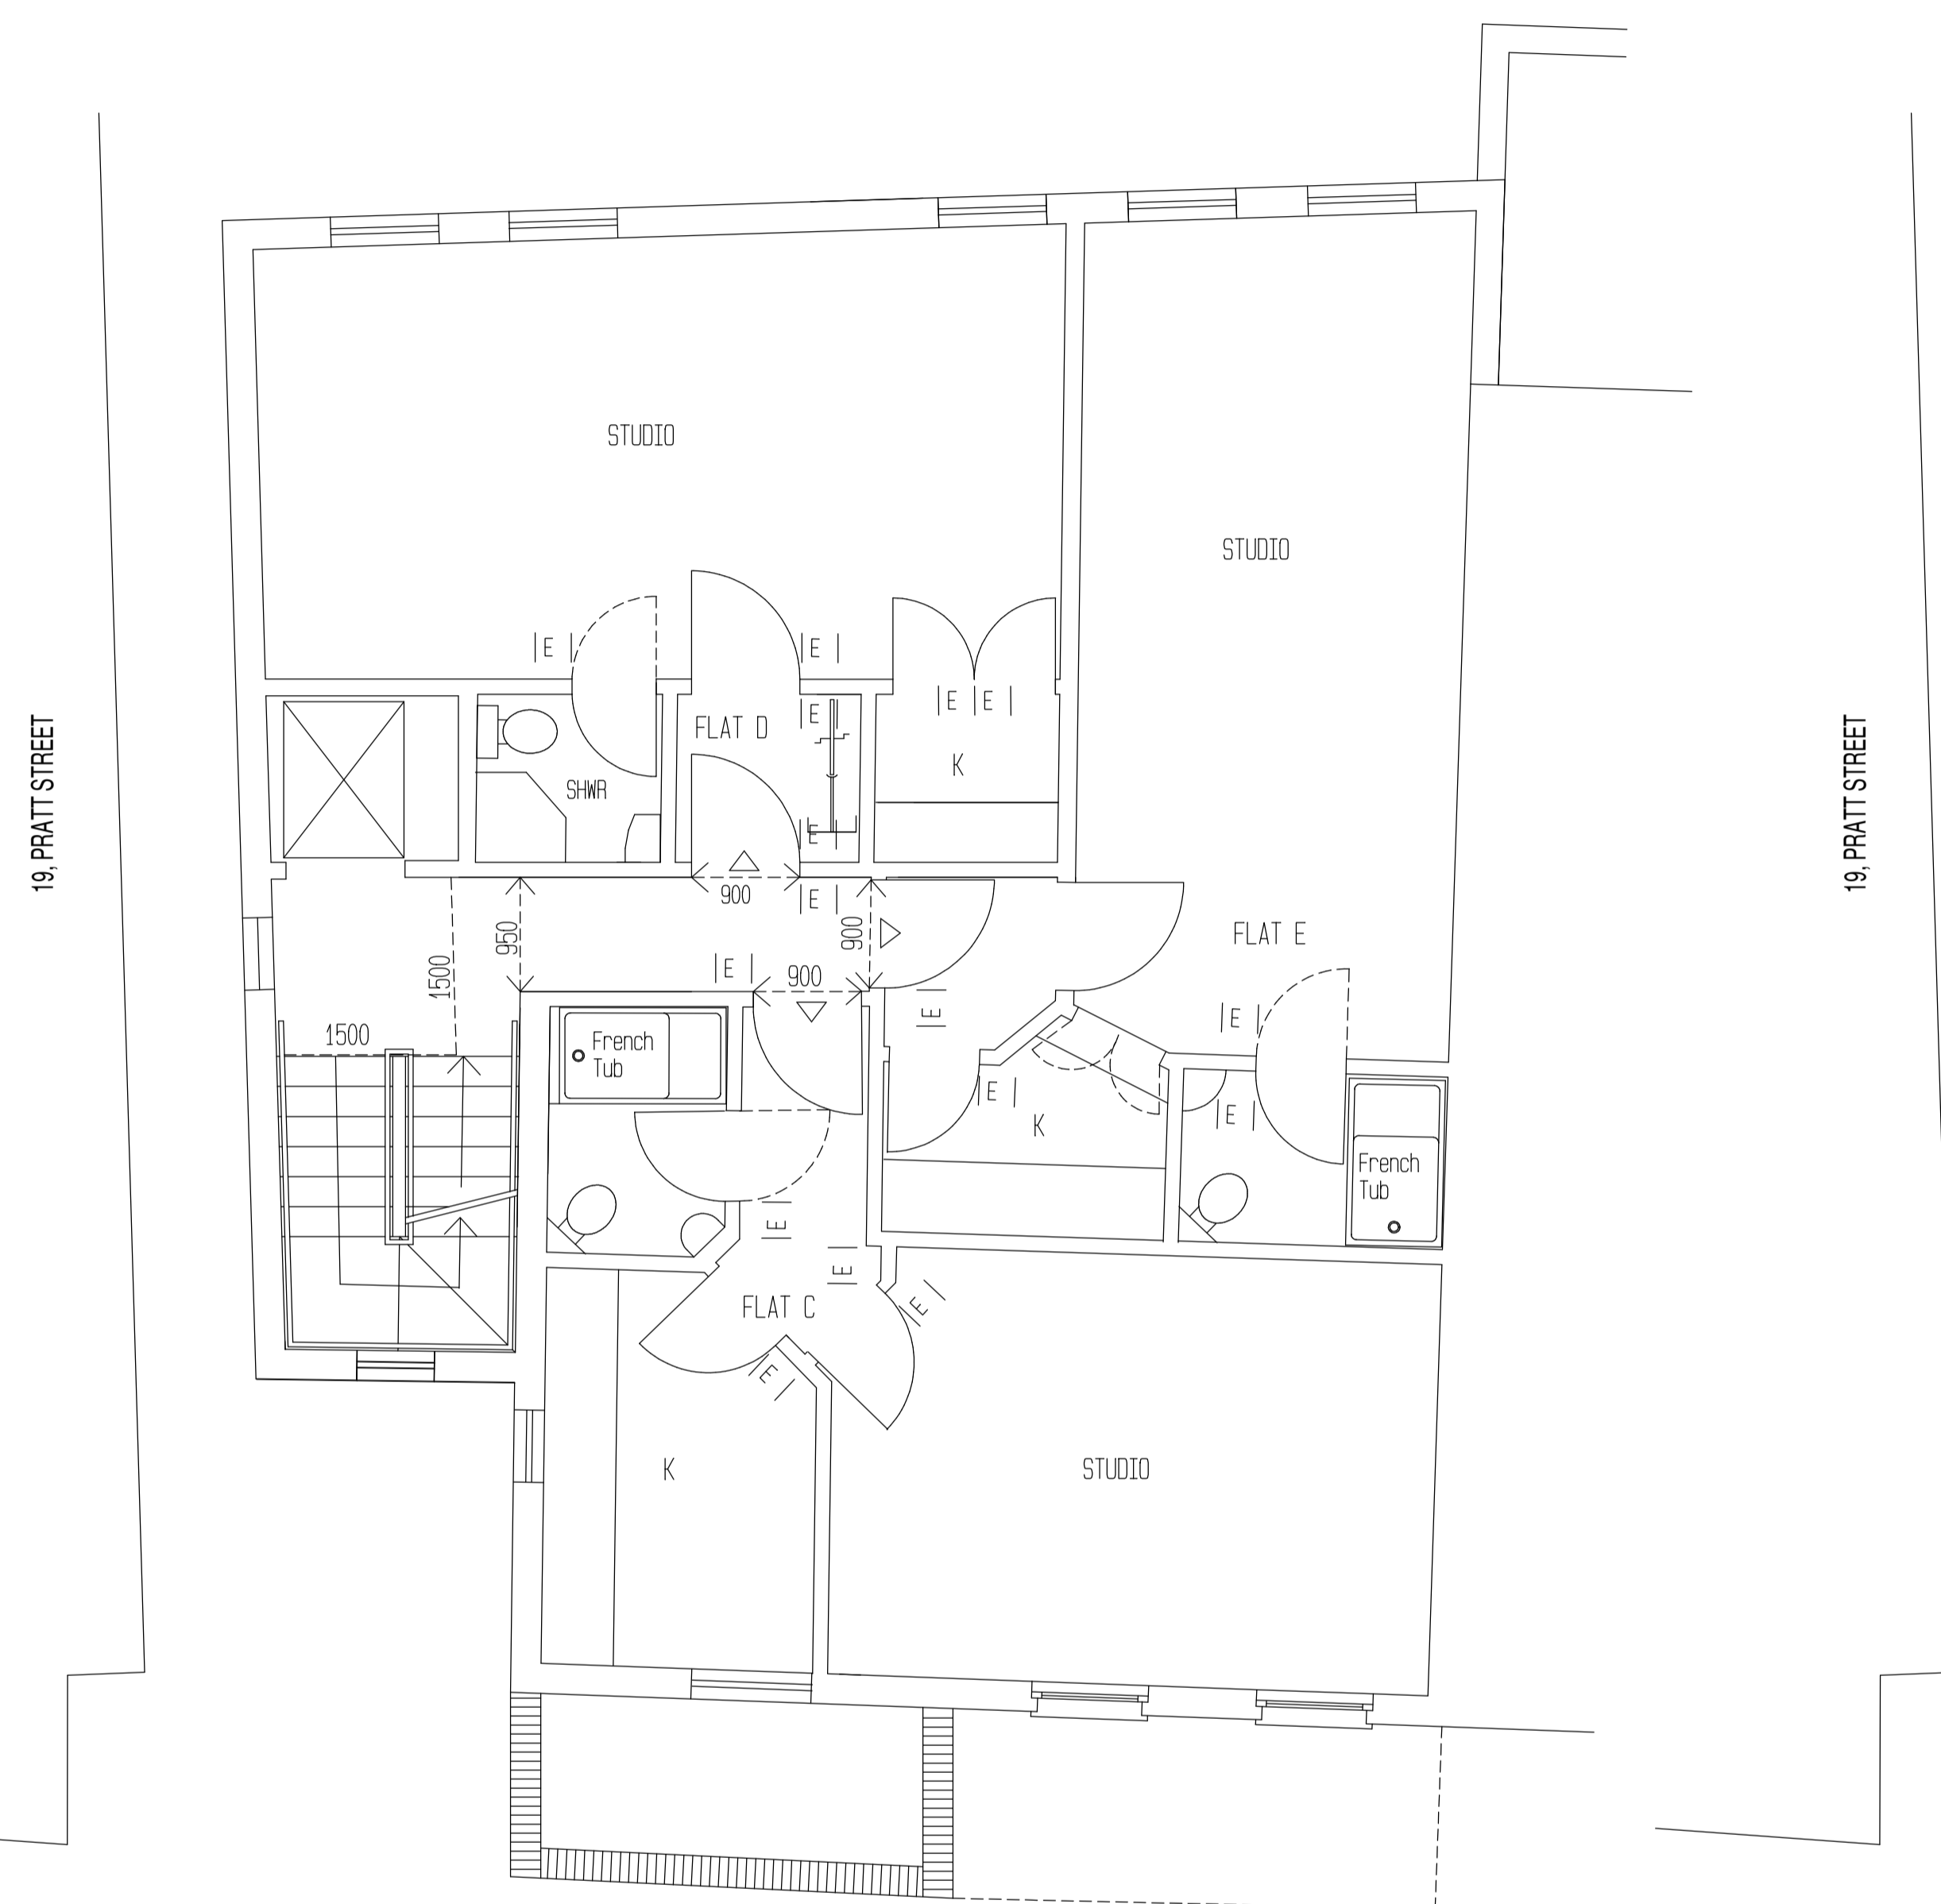 STUDIO
STUDIO
E
E
E
E
E
FLAT D
K
SHWR
E
19, PRATT STREET
19, PRATT STREET
900
E
950
900
FLAT E
E
900
1500
E
E
1500
French
Tub
E
E
K
French
Tub
E
E
FLAT C
E
E
K
STUDIO